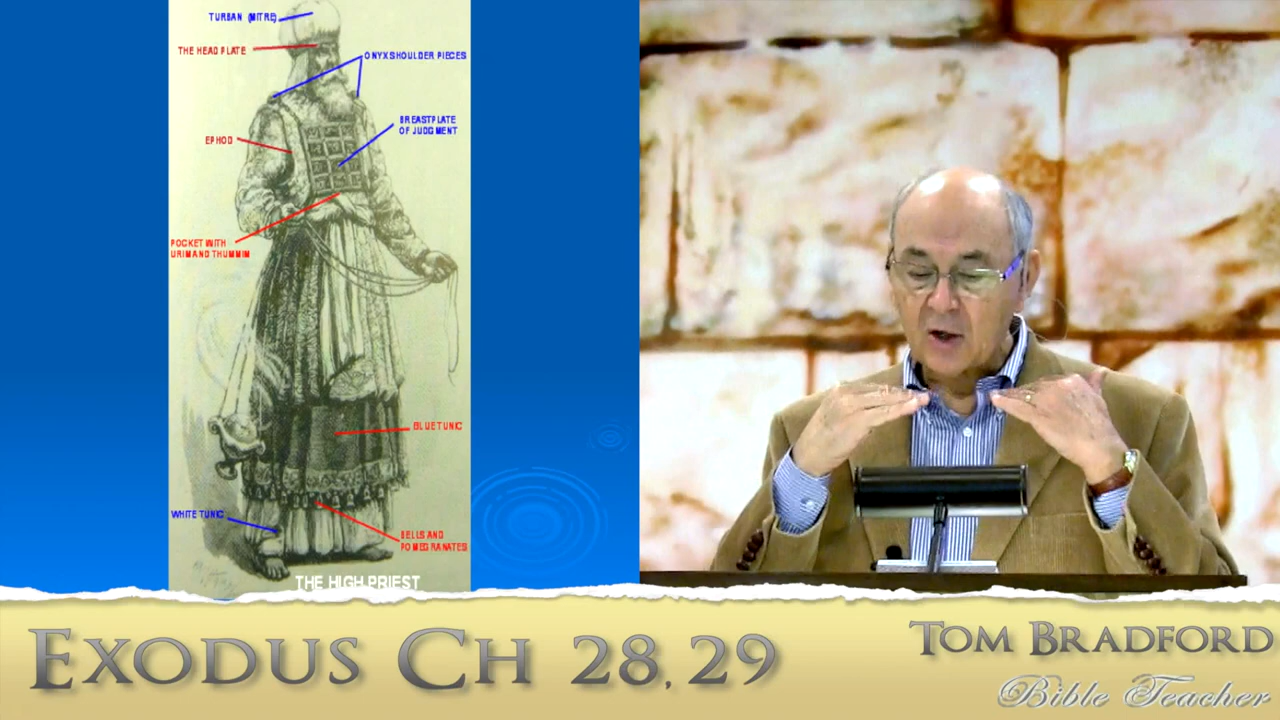 TURBAN (MITRE)
THE HEAD PLATE
ONYX SHOULDER PIECES
BREASTPLATE
OF JUDGMENT
EPHOD
POCKET WITH
URIM AND THUMMIM
BLUE TUNIC
WHITE TUNIC
BELLS AND
POMEGRANATES
THE HIGH PRIEST
EXODUS CH 28, 29
TOM BRADFORD
Bible Teacher